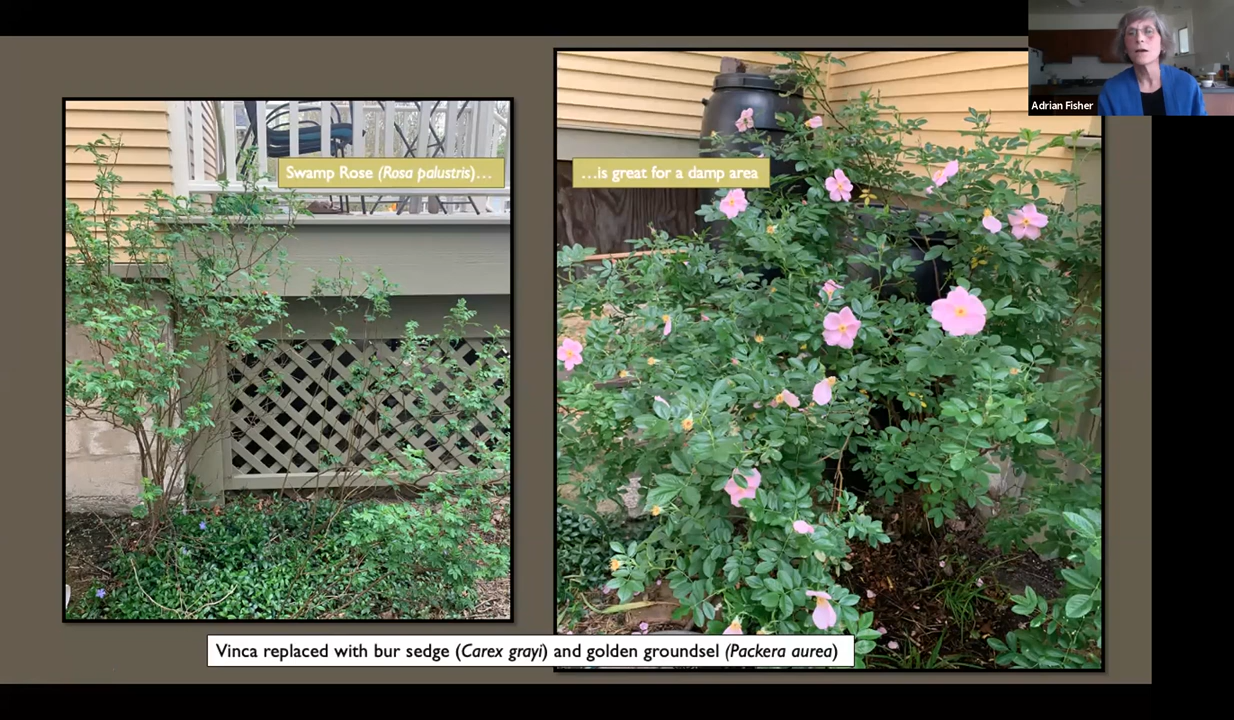 Adrian Fisher
Swamp Rose (Rosa palustris)…
…is great for a damp area
Vinca replaced with bur sedge (Carex grayi) and golden groundsel (Packera aurea)